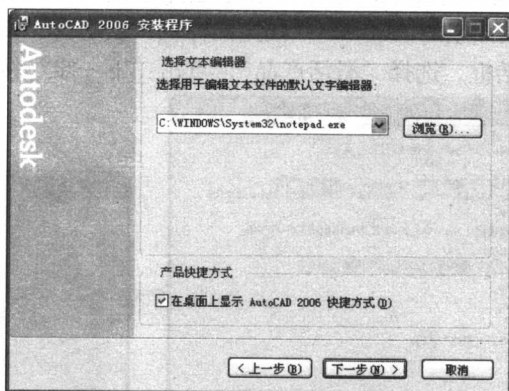 AutoCAD 2006 安装程序
Autodesk
选择文本编辑器
选择用于编辑文本文件的默认文字编辑器:
C:\WINDOWS\System32\notepad.exe
浏览(R)...
产品快捷方式
在桌面上显示 AutoCAD 2006 快捷方式(D)
<上一步(B)
下一步(N)>
取消